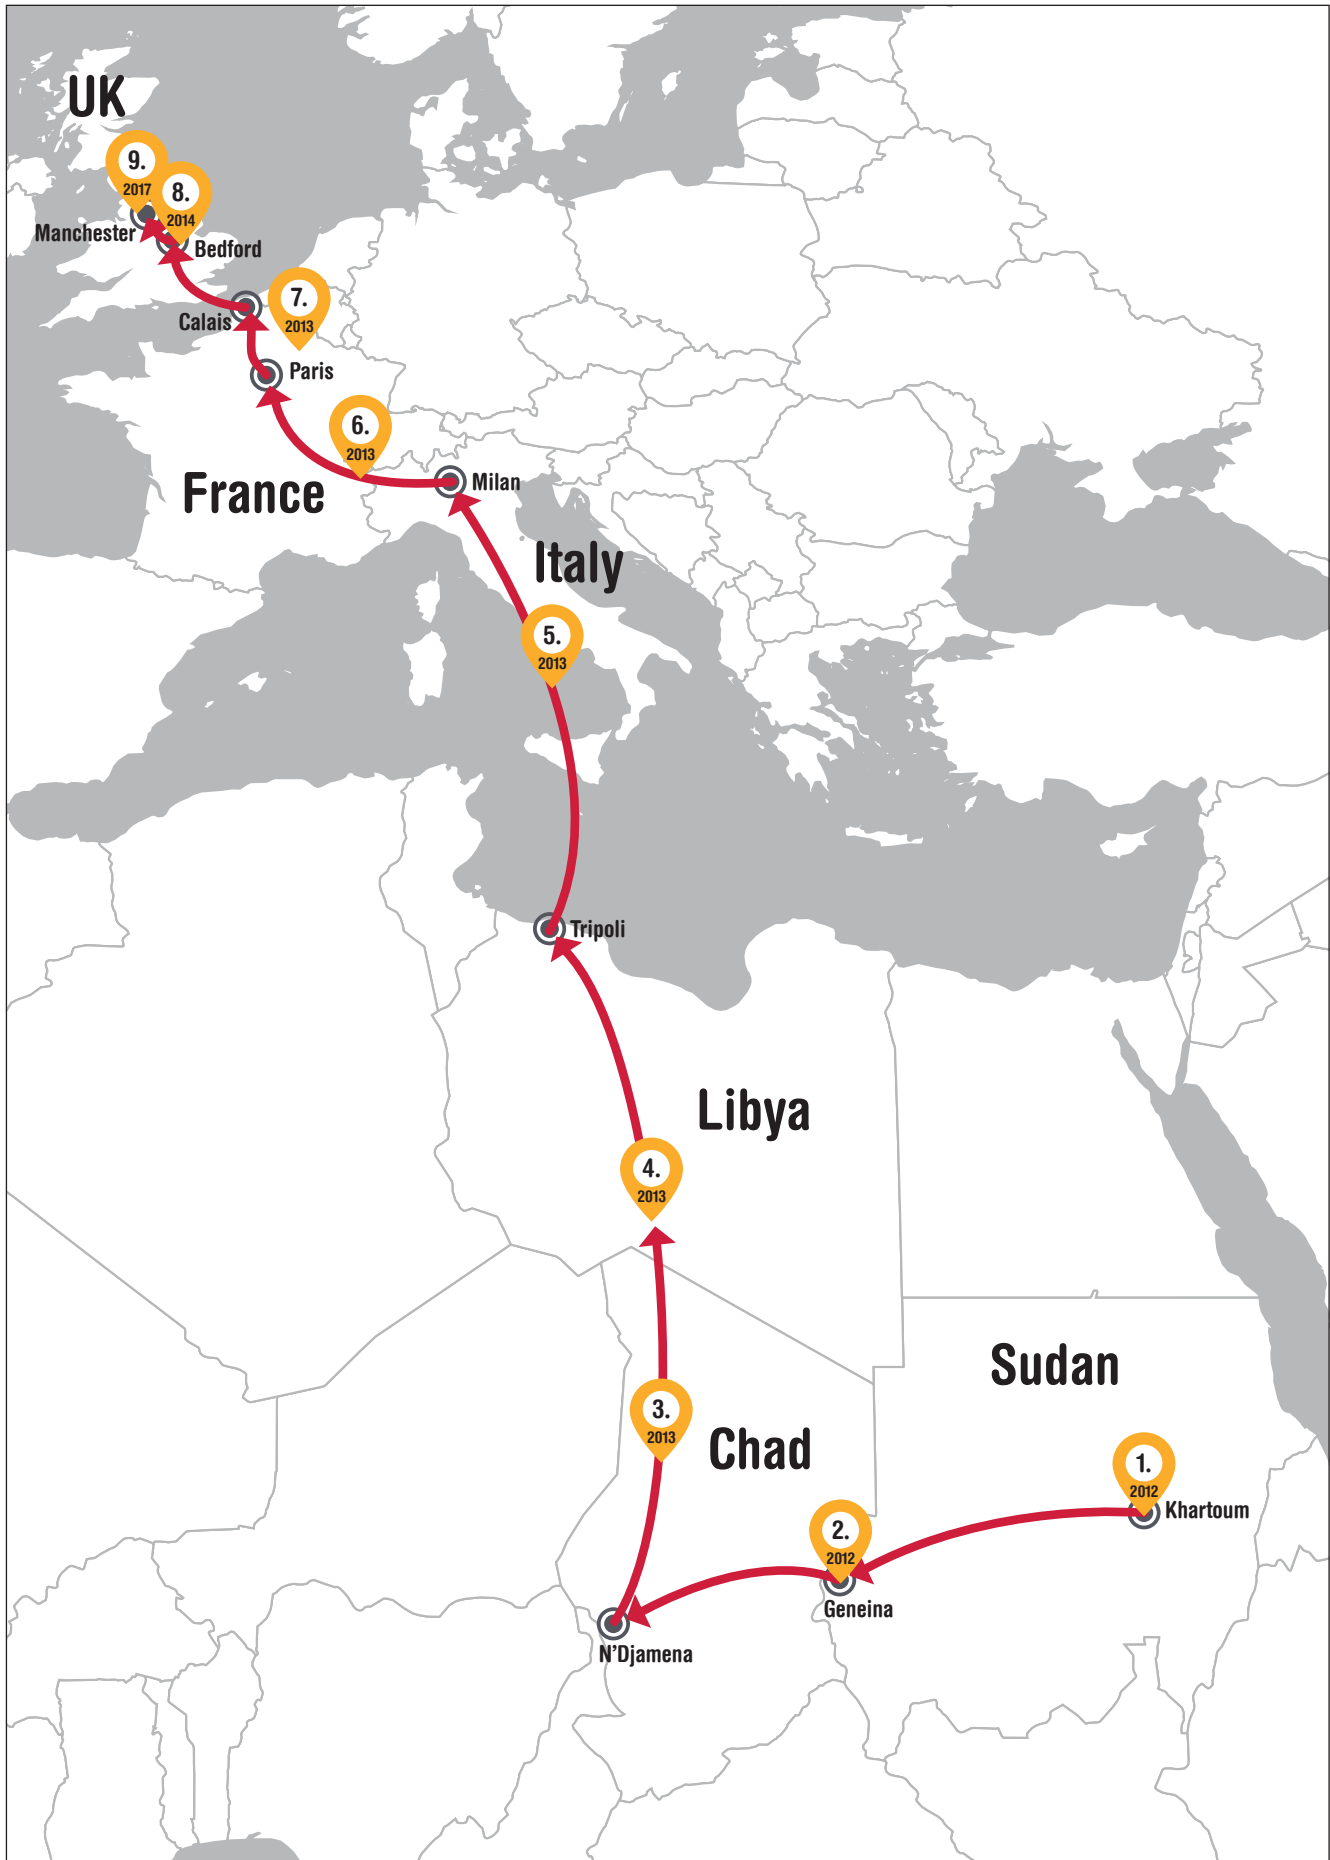 UK
9.
2017
8.
2014
Manchester
Bedford
7.
2013
Calais
Paris
6.
2013
France
Milan
Italy
5.
2013
Tripoli
Libya
4.
2013
Sudan
3.
2013
Chad
1.
2012
Khartoum
2.
2012
Geneina
N'Djamena